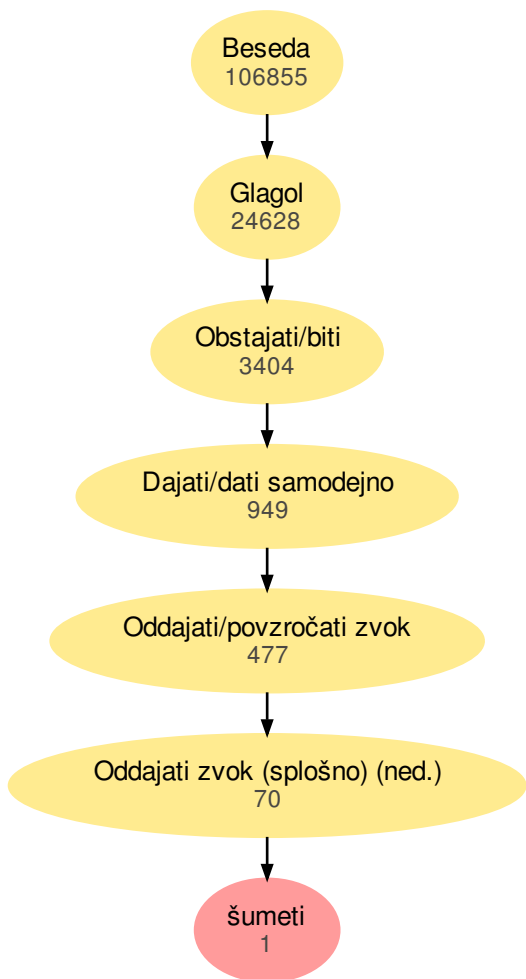 Beseda
106855
Glagol
24628
Obstajati/biti
3404
Dajati/dati samodejno
949
Oddajati/povzročati zvok
477
Oddajati zvok (splošno) (ned.)
70
šumeti
1